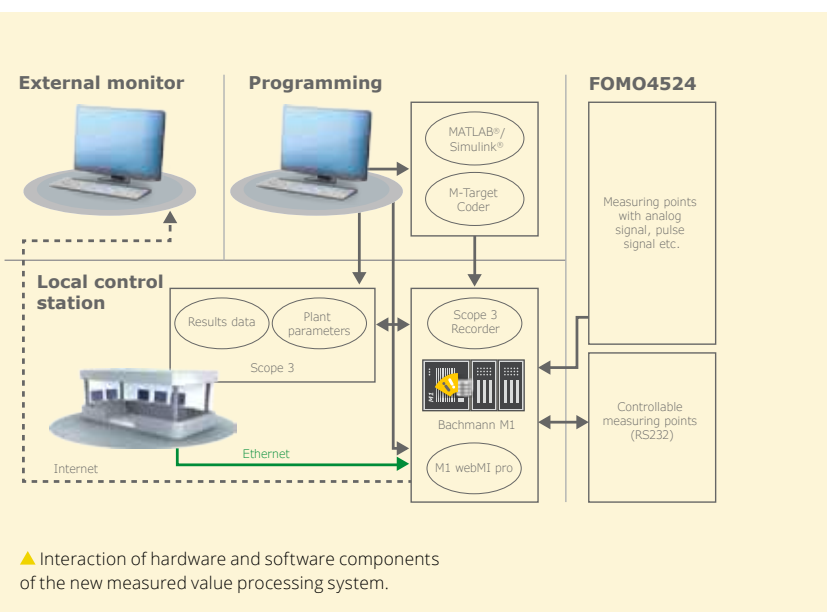 External monitor
Programming
FOMO4524
MATLAB®/
Simulink®
M-Target
Coder
Measuring points
with analog
signal, pulse
signal etc.
Local control
station
Results data
Plant
parameters
Scope 3
Scope 3
Recorder
M1
Bachmann M1
Controllable
measuring points
(RS232)
Ethernet
Internet
M1 webMI pro
▲ Interaction of hardware and software components
of the new measured value processing system.